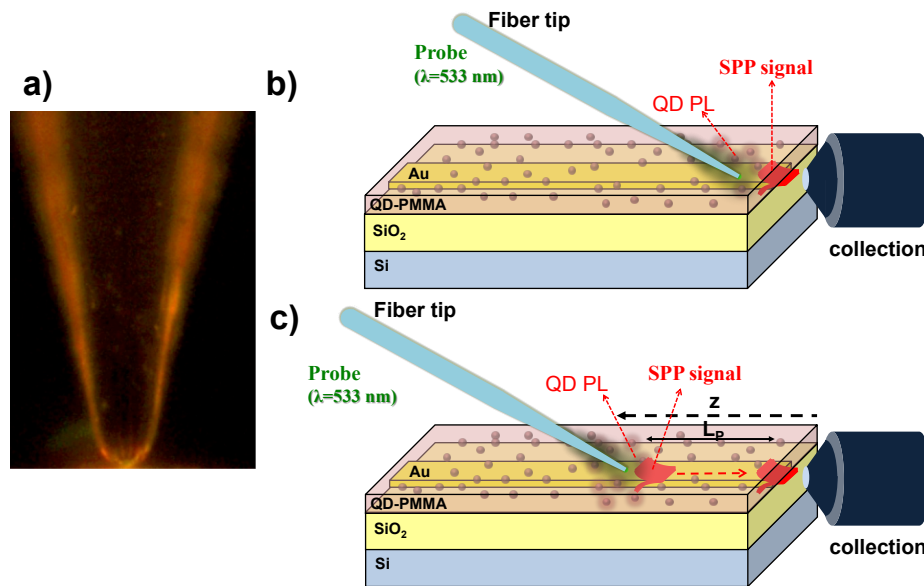 a)
b)
Fiber tip
Probe
(λ=533 nm)
SPP signal
QD PL
Au
QD-PMMA
SiO₂
Si
collection
c)
Fiber tip
Probe
(λ=533 nm)
QD PL
SPP signal
z
L_P
Au
QD-PMMA
SiO₂
Si
collection